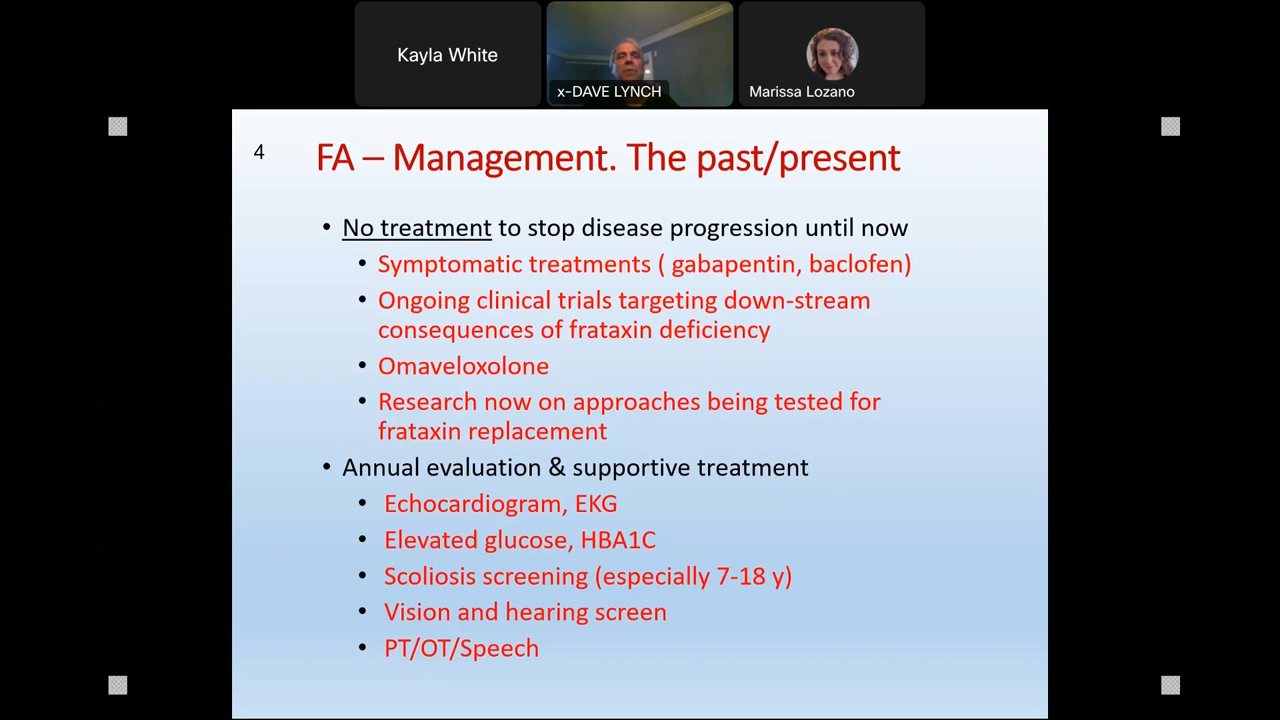 Kayla White
x-DAVE LYNCH
Marissa Lozano
4
FA – Management. The past/present
• No treatment to stop disease progression until now
• Symptomatic treatments ( gabapentin, baclofen)
• Ongoing clinical trials targeting down-stream
consequences of frataxin deficiency
• Omaveloxolone
• Research now on approaches being tested for
frataxin replacement
• Annual evaluation & supportive treatment
• Echocardiogram, EKG
• Elevated glucose, HBA1C
• Scoliosis screening (especially 7-18 y)
• Vision and hearing screen
• PT/OT/Speech